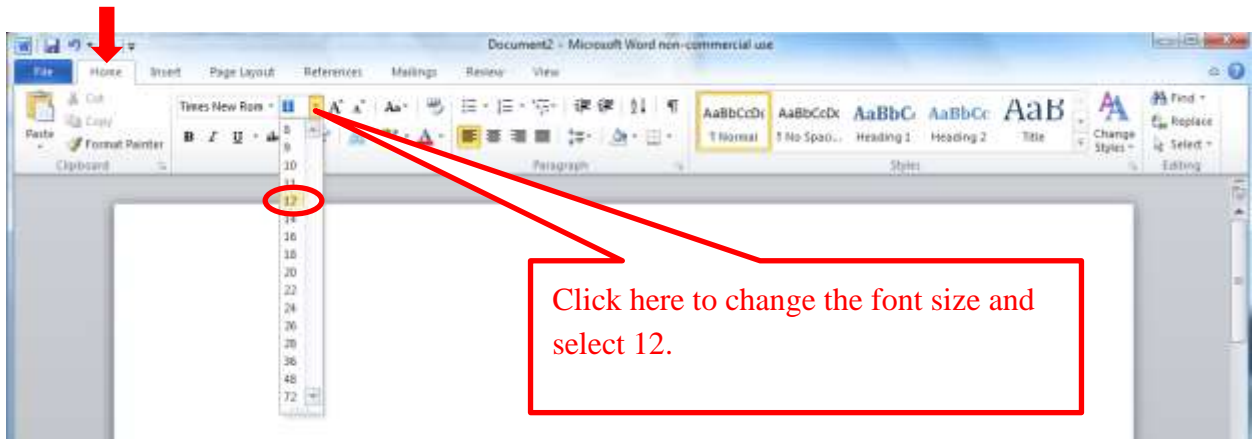 Document2 - Microsoft Word non-commercial use
File Home Insert Page Layout References Mailings Review View
Cut
Copy
Paste
Format Painter
Clipboard
Times New Rom 11
B I U
8
9
10
11
12
14
16
18
20
22
24
26
28
36
48
72
Paragraph
AaBbCcDc AaBbCcDc AaBbC AaBbCc AaB
¶ Normal ¶ No Spac... Heading 1 Heading 2 Title
Change
Styles
Styles
Find
Replace
Select
Editing
Click here to change the font size and
select 12.